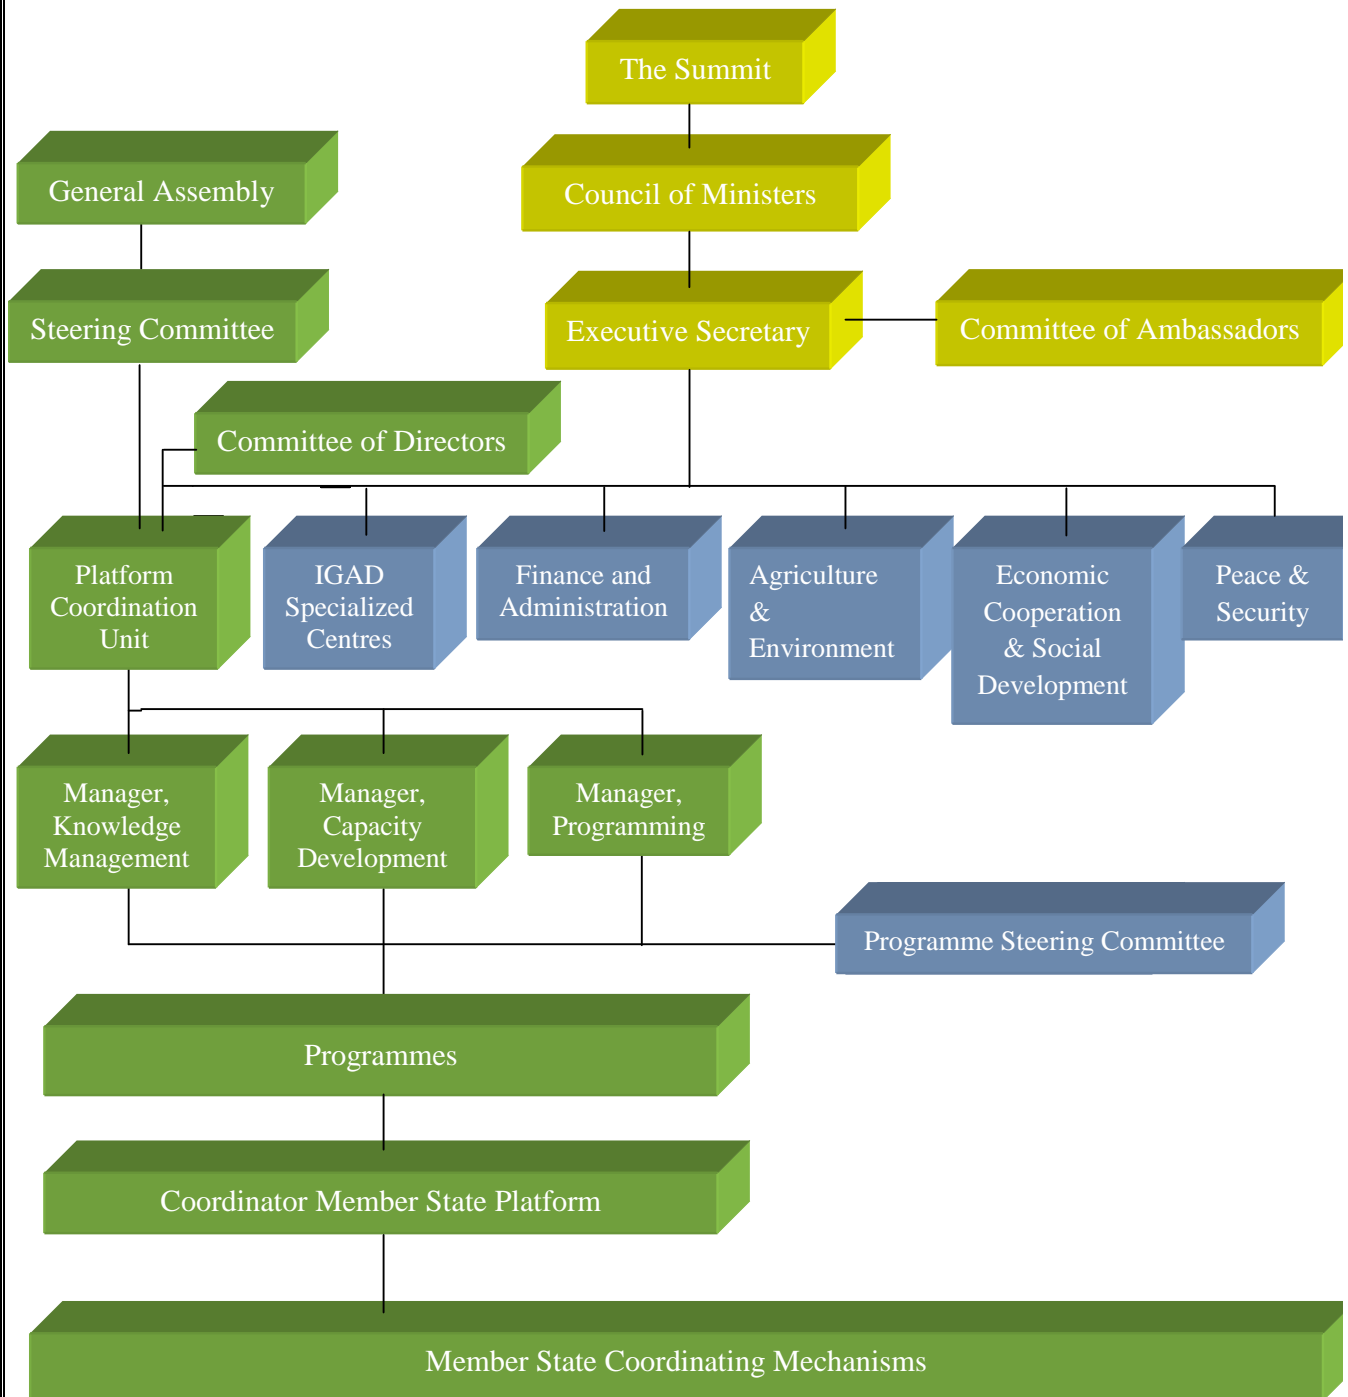 The Summit
General Assembly
Council of Ministers
Steering Committee
Executive Secretary
Committee of Ambassadors
Committee of Directors
Platform
Coordination
Unit
IGAD
Specialized
Centres
Finance and
Administration
Agriculture
&
Environment
Economic
Cooperation
& Social
Development
Peace &
Security
Manager,
Knowledge
Management
Manager,
Capacity
Development
Manager,
Programming
Programme Steering Committee
Programmes
Coordinator Member State Platform
Member State Coordinating Mechanisms